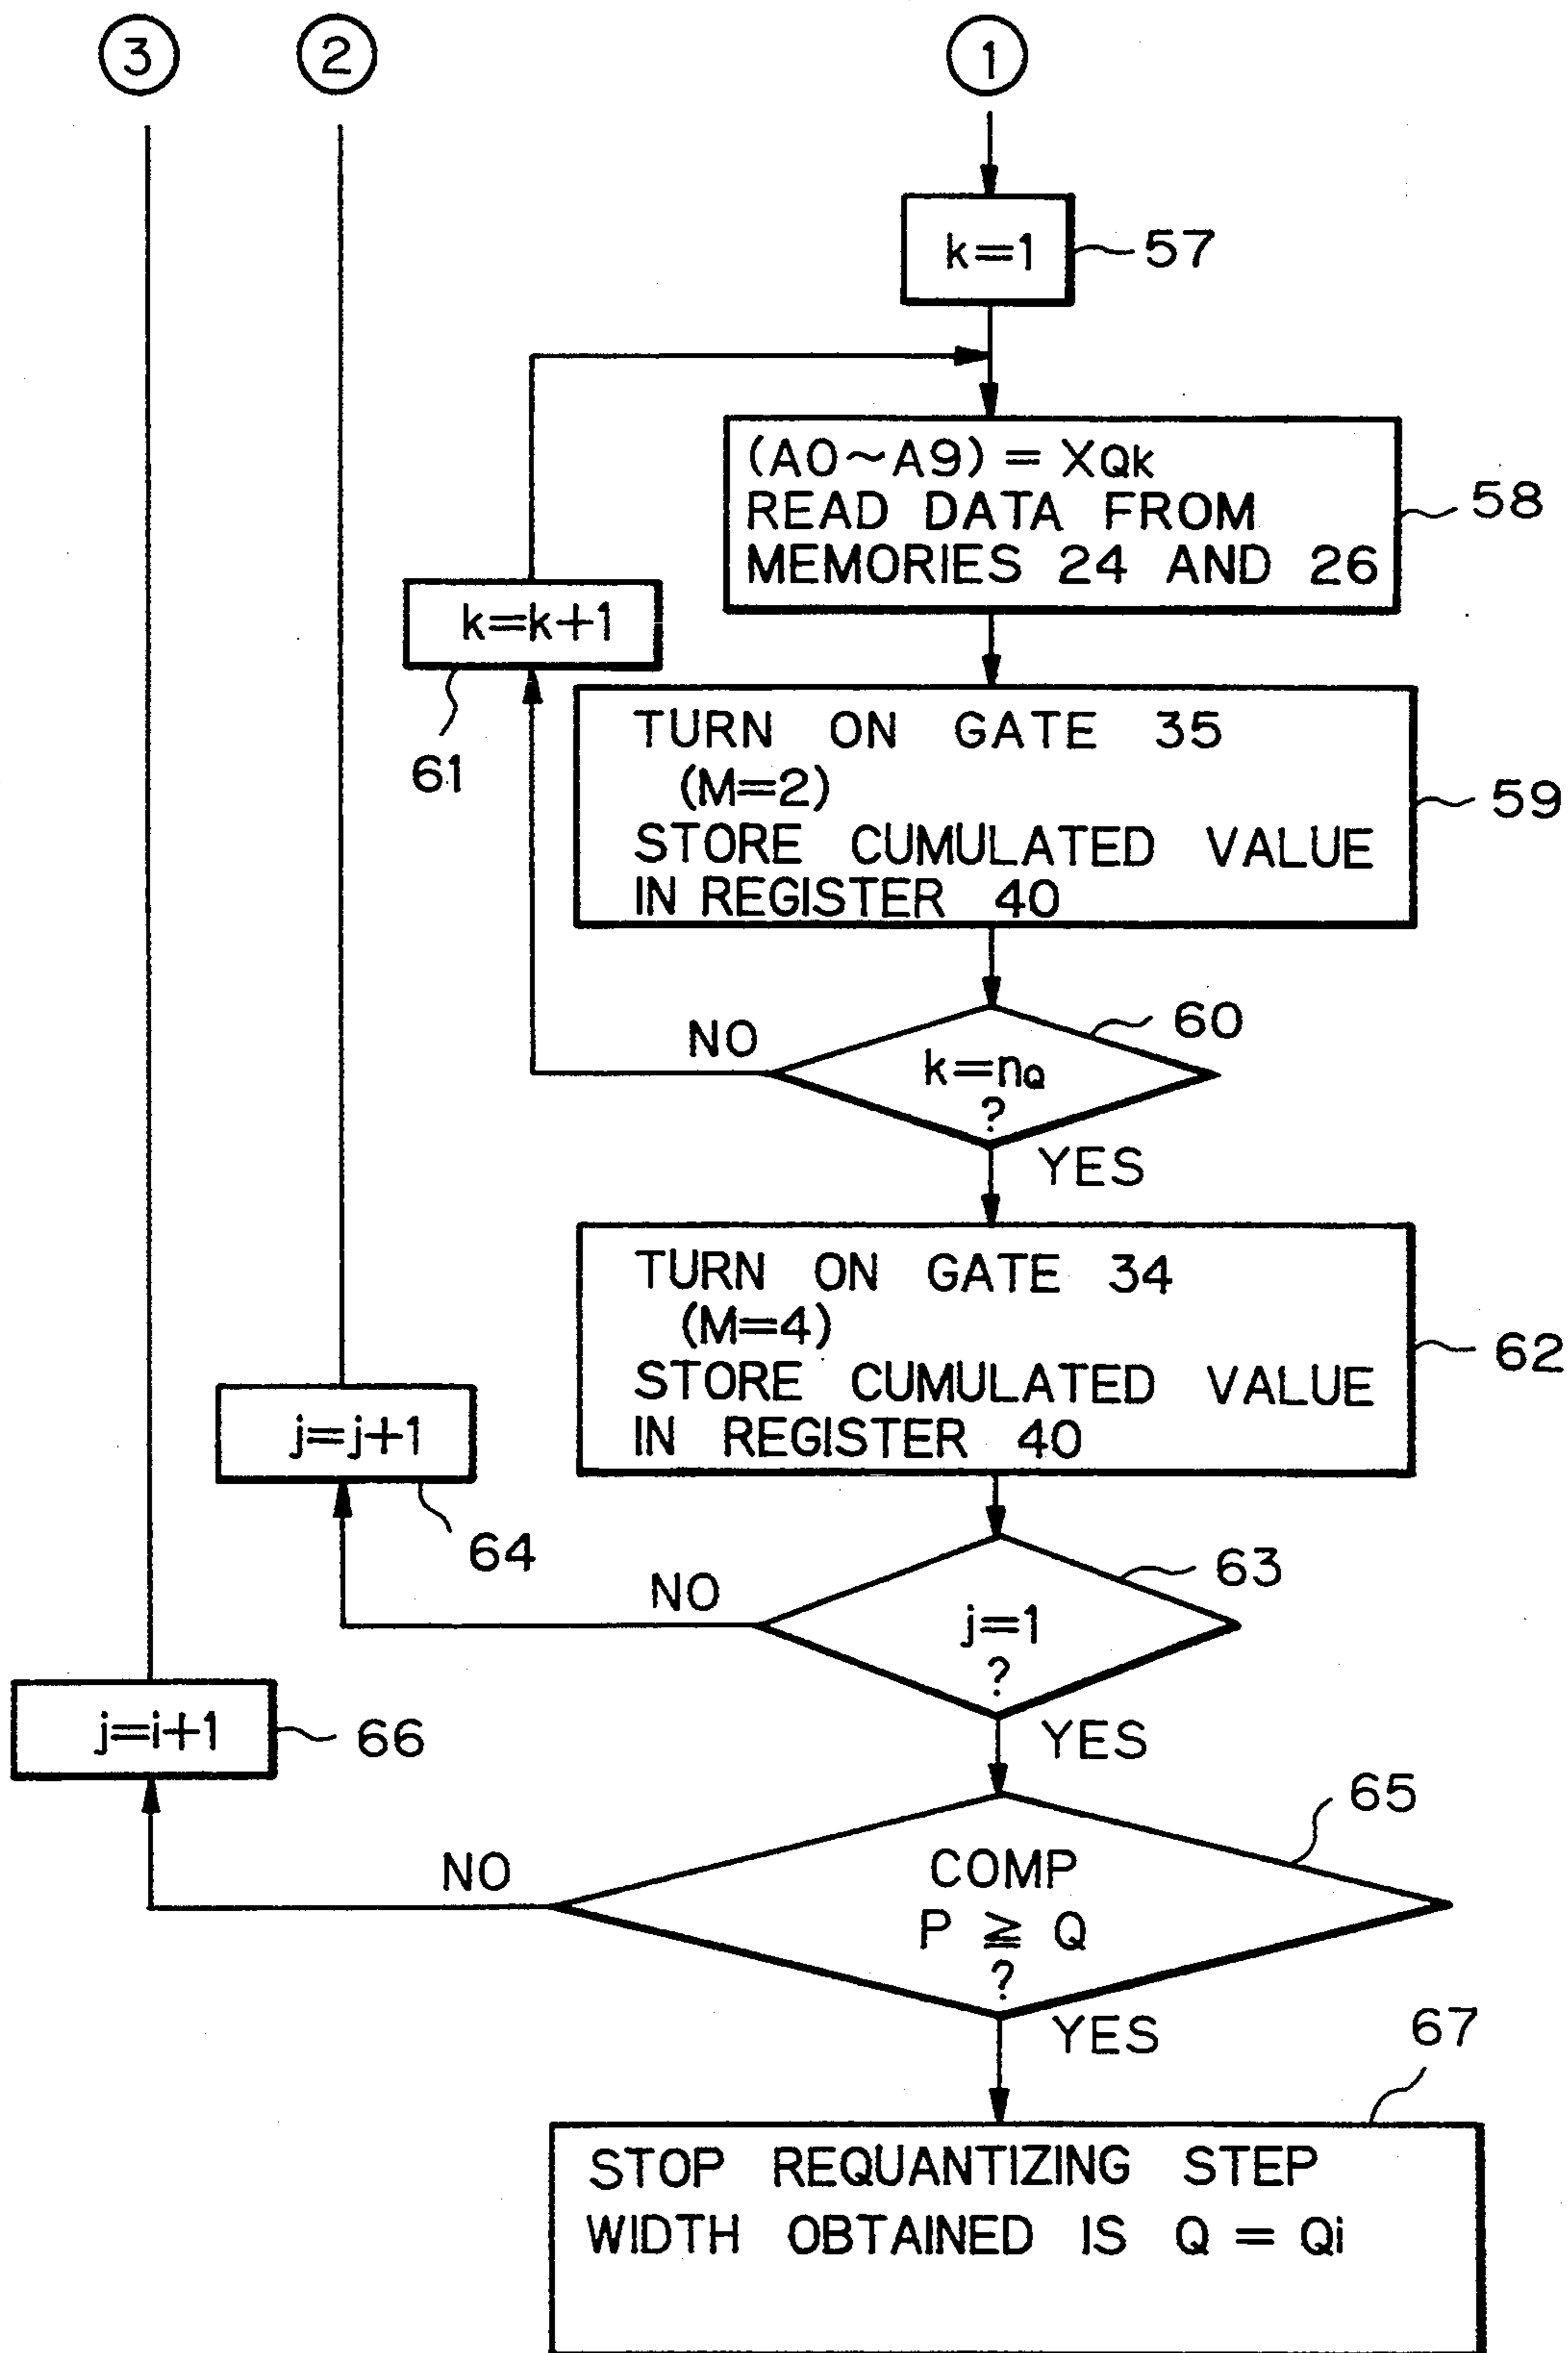 3
2
1
k=1
57
(A0~A9) = XQk
READ DATA FROM
MEMORIES 24 AND 26
58
k=k+1
61
TURN ON GATE 35
(M=2)
STORE CUMULATED VALUE
IN REGISTER 40
59
60
NO
k=nQ
?
YES
TURN ON GATE 34
(M=4)
STORE CUMULATED VALUE
IN REGISTER 40
62
j=j+1
64
63
NO
j=1
?
YES
j=i+1
66
65
NO
COMP
P ≧ Q
?
YES
67
STOP REQUANTIZING STEP
WIDTH OBTAINED IS Q = Qi